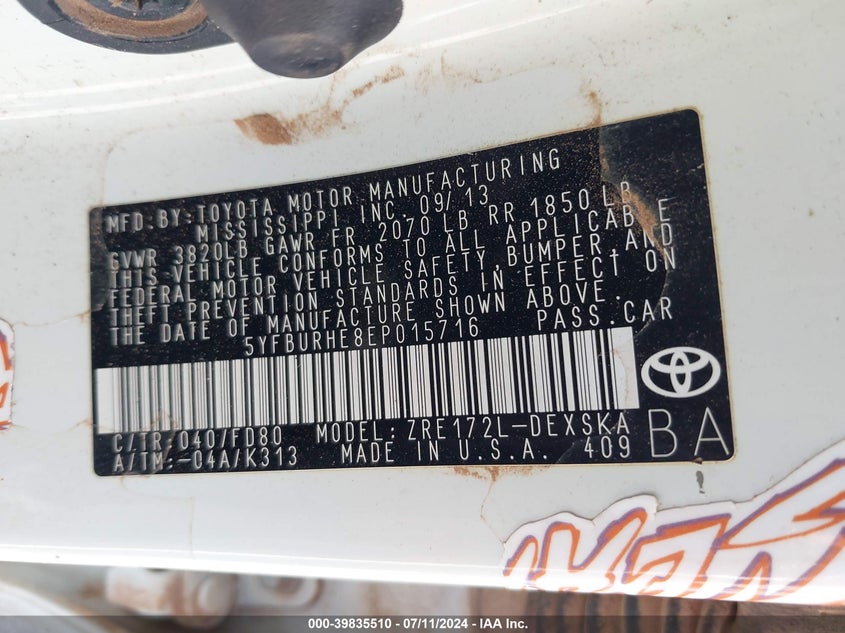 MFD.BY:TOYOTA MOTOR MANUFACTURING
MISSISSIPPI INC. 09/13
GVWR 3820LB GAWR FR 2070 LB RR 1850 LB
THIS VEHICLE CONFORMS TO ALL APPLICABLE
FEDERAL MOTOR VEHICLE SAFETY,BUMPER,AND
THEFT PREVENTION STANDARDS IN EFFECT ON
THE DATE OF MANUFACTURE SHOWN ABOVE.
5YFBURHE8EP015716 PASS.CAR
C/TR:040/FD80 MODEL:ZRE172L-DEXSKA
A/TM:-04A/K313 MADE IN U.S.A. 409
BA
000-39835510 - 07/11/2024 - IAA Inc.